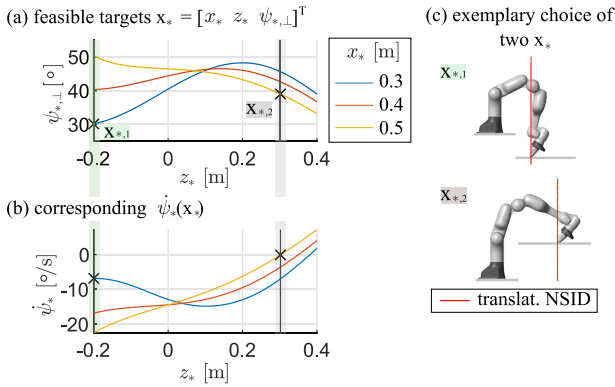 (a) feasible targets x* = [x* z* ψ*,⊥]ᵀ
ψ*,⊥ [°]
60
50
40
30
x*,1
x*,2
-0.2 0 0.2 0.4
z* [m]
x* [m]
0.3
0.4
0.5
(b) corresponding ψ̇*(x*)
ψ̇* [°/s]
0
-10
-20
-0.2 0 0.2 0.4
z* [m]
(c) exemplary choice of
two x*
x*,1
x*,2
translat. NSID